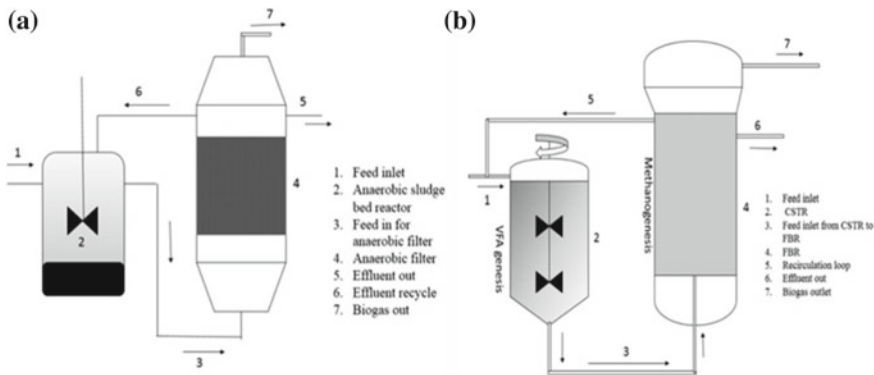 (a)
7
6
5
1
2
4
3
1. Feed inlet
2. Anaerobic sludge
bed reactor
3. Feed in for
anaerobic filter
4. Anaerobic filter
5. Effluent out
6. Effluent recycle
7. Biogas out
(b)
7
5
6
1
VFA genesis
2
Methanogenesis
4
3
1. Feed inlet
2. CSTR
3. Feed inlet from CSTR to
FBR
4. FBR
5. Recirculation loop
6. Effluent out
7. Biogas outlet